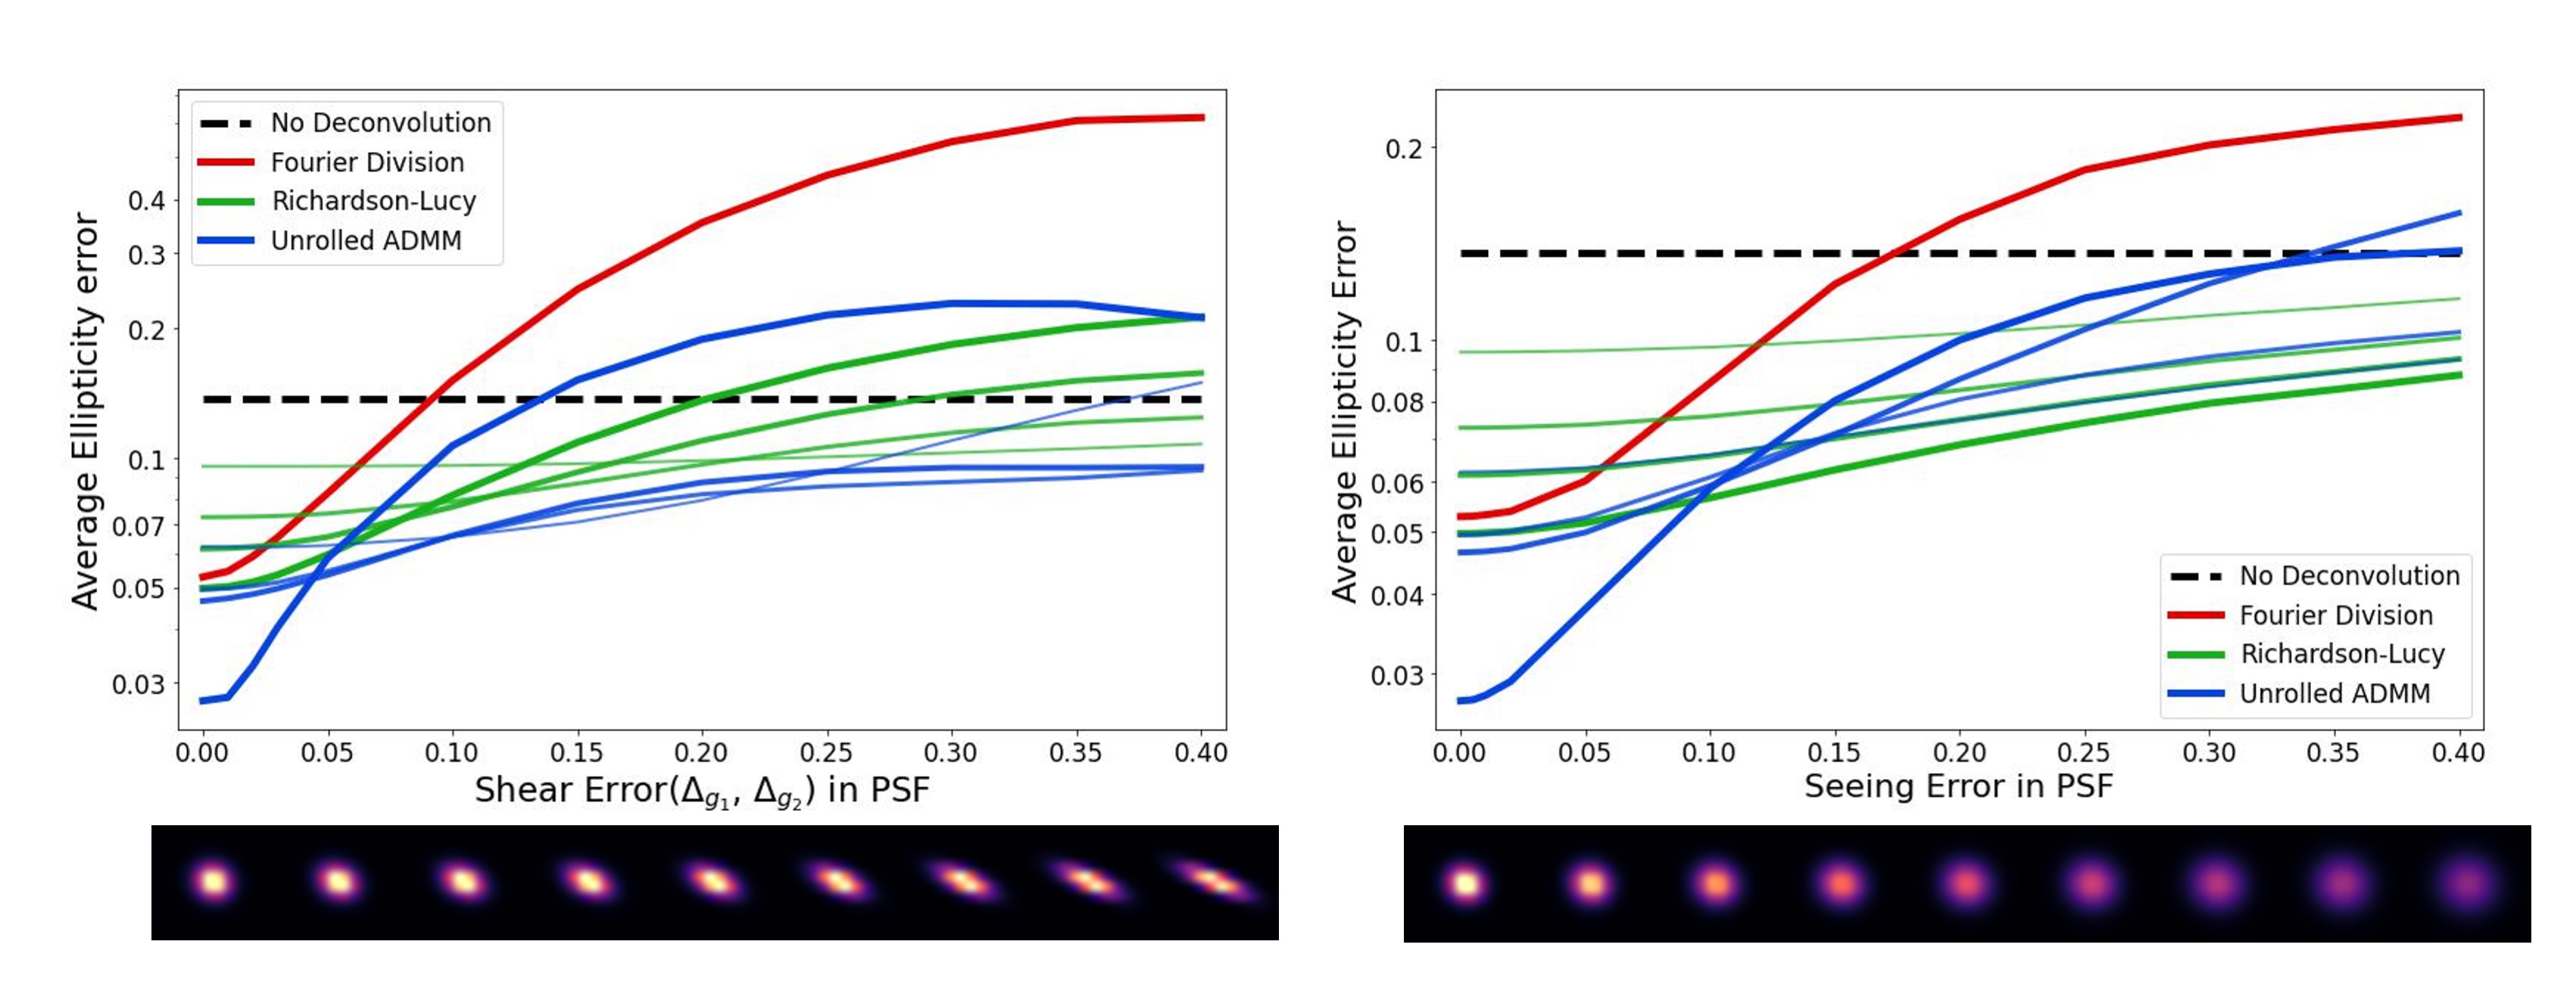 No Deconvolution
Fourier Division
Richardson-Lucy
Unrolled ADMM
Average Ellipticity error
0.4
0.3
0.2
0.1
0.07
0.05
0.03
0.00 0.05 0.10 0.15 0.20 0.25 0.30 0.35 0.40
Shear Error(Δg₁, Δg₂) in PSF
Average Ellipticity Error
0.2
0.1
0.08
0.06
0.05
0.04
0.03
No Deconvolution
Fourier Division
Richardson-Lucy
Unrolled ADMM
0.00 0.05 0.10 0.15 0.20 0.25 0.30 0.35 0.40
Seeing Error in PSF